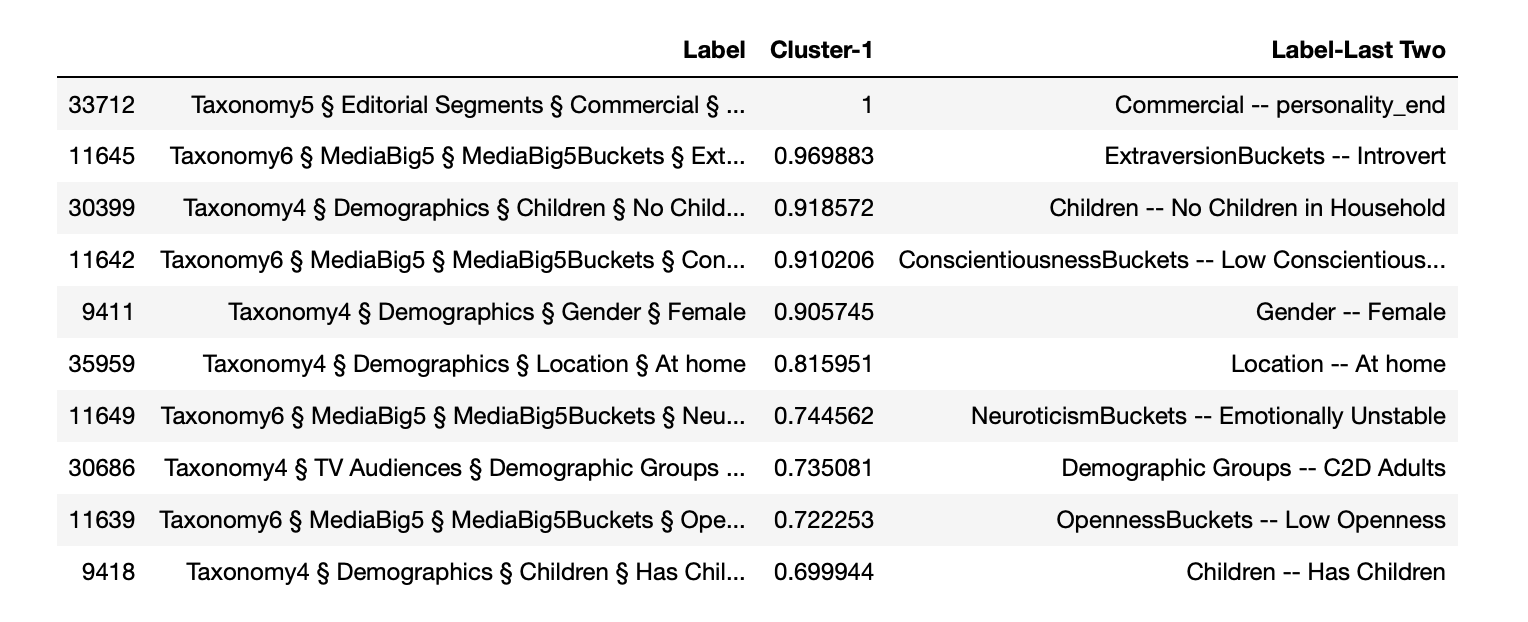 Label Cluster-1 Label-Last Two
33712 Taxonomy5 § Editorial Segments § Commercial § ... 1 Commercial -- personality_end
11645 Taxonomy6 § MediaBig5 § MediaBig5Buckets § Ext... 0.969883 ExtraversionBuckets -- Introvert
30399 Taxonomy4 § Demographics § Children § No Child... 0.918572 Children -- No Children in Household
11642 Taxonomy6 § MediaBig5 § MediaBig5Buckets § Con... 0.910206 ConscientiousnessBuckets -- Low Conscientious...
9411 Taxonomy4 § Demographics § Gender § Female 0.905745 Gender -- Female
35959 Taxonomy4 § Demographics § Location § At home 0.815951 Location -- At home
11649 Taxonomy6 § MediaBig5 § MediaBig5Buckets § Neu... 0.744562 NeuroticismBuckets -- Emotionally Unstable
30686 Taxonomy4 § TV Audiences § Demographic Groups ... 0.735081 Demographic Groups -- C2D Adults
11639 Taxonomy6 § MediaBig5 § MediaBig5Buckets § Ope... 0.722253 OpennessBuckets -- Low Openness
9418 Taxonomy4 § Demographics § Children § Has Chil... 0.699944 Children -- Has Children